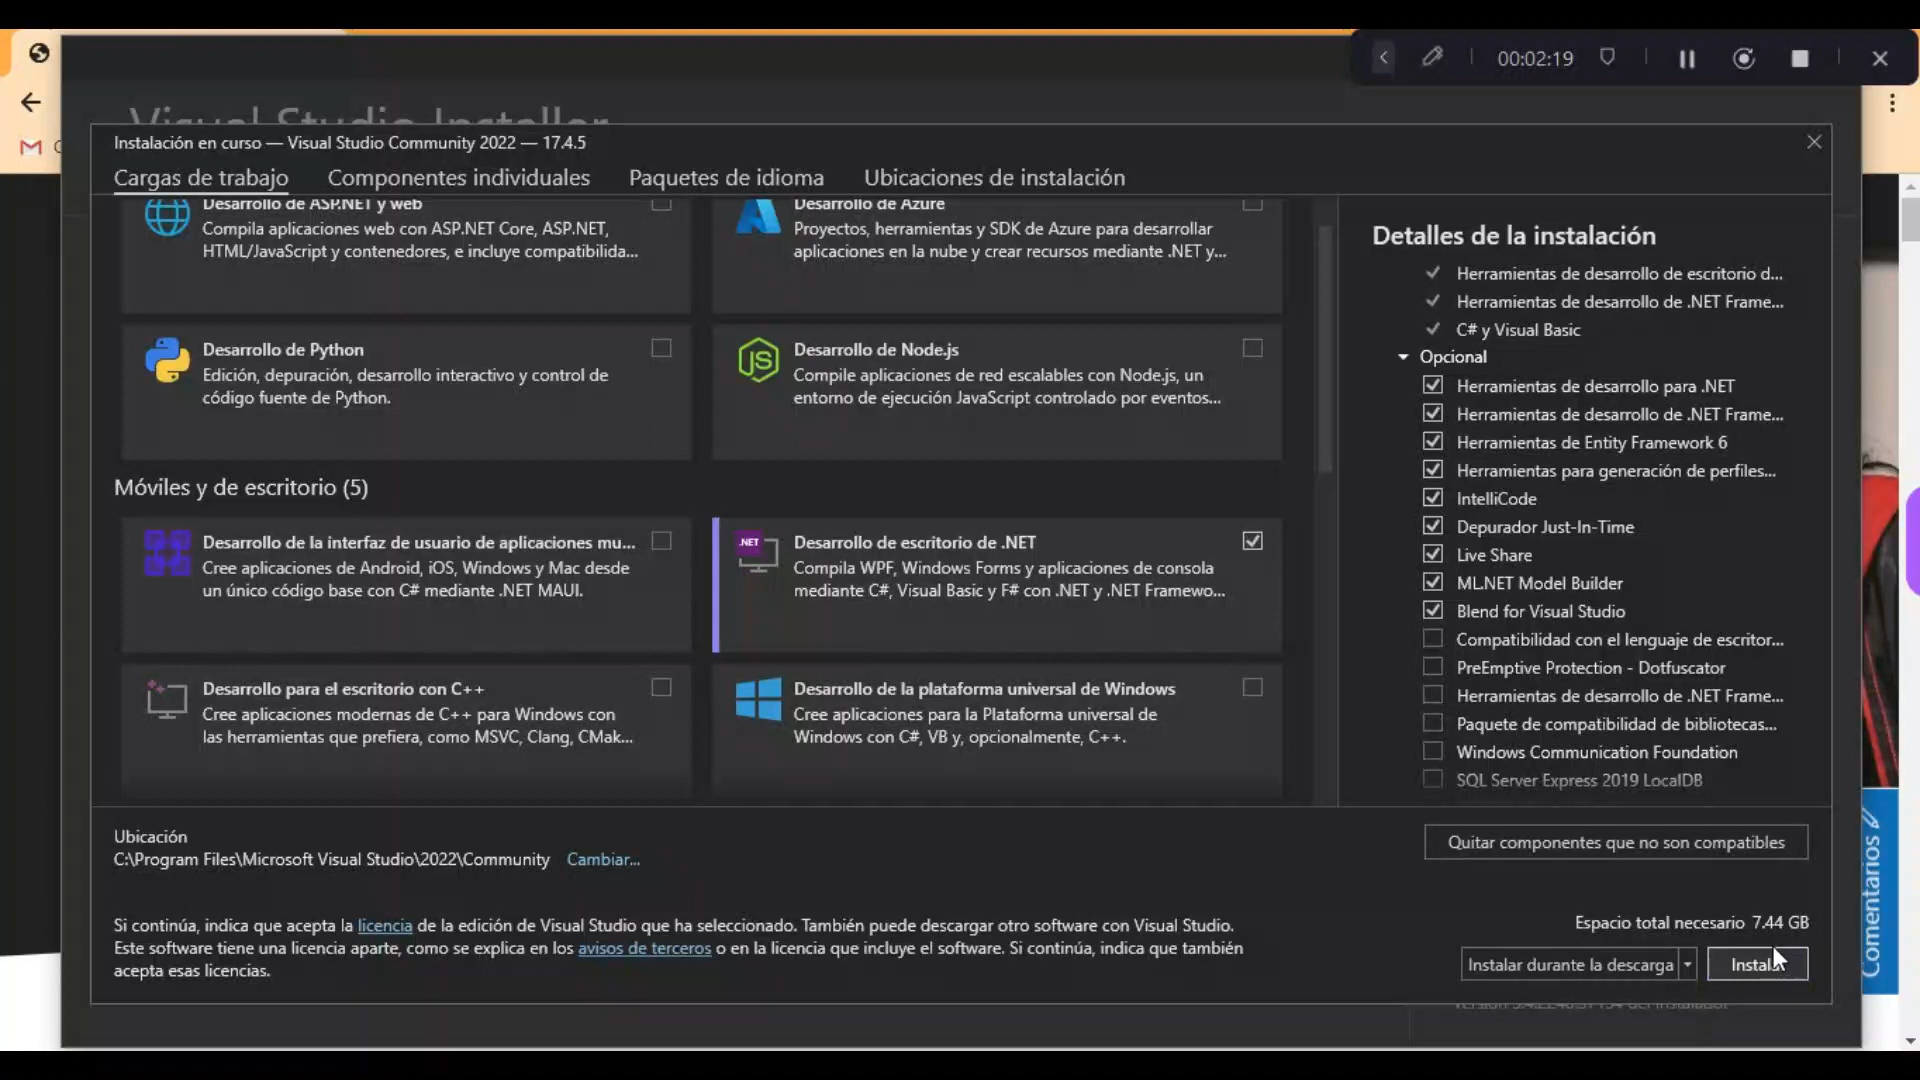 00:02:19
Visual Studio Installer
Instalación en curso — Visual Studio Community 2022 — 17.4.5
Cargas de trabajo
Componentes individuales
Paquetes de idioma
Ubicaciones de instalación
Desarrollo de ASP.NET y web
Compila aplicaciones web con ASP.NET Core, ASP.NET,
HTML/JavaScript y contenedores, e incluye compatibilida...
Desarrollo de Azure
Proyectos, herramientas y SDK de Azure para desarrollar
aplicaciones en la nube y crear recursos mediante .NET y...
Desarrollo de Python
Edición, depuración, desarrollo interactivo y control de
código fuente de Python.
JS
Desarrollo de Node.js
Compile aplicaciones de red escalables con Node.js, un
entorno de ejecución JavaScript controlado por eventos...
Móviles y de escritorio (5)
Desarrollo de la interfaz de usuario de aplicaciones mu...
Cree aplicaciones de Android, iOS, Windows y Mac desde
un único código base con C# mediante .NET MAUI.
.NET
Desarrollo de escritorio de .NET
Compila WPF, Windows Forms y aplicaciones de consola
mediante C#, Visual Basic y F# con .NET y .NET Framewo...
Desarrollo para el escritorio con C++
Cree aplicaciones modernas de C++ para Windows con
las herramientas que prefiera, como MSVC, Clang, CMak...
Desarrollo de la plataforma universal de Windows
Cree aplicaciones para la Plataforma universal de
Windows con C#, VB y, opcionalmente, C++.
Detalles de la instalación
Herramientas de desarrollo de escritorio d...
Herramientas de desarrollo de .NET Frame...
C# y Visual Basic
Opcional
Herramientas de desarrollo para .NET
Herramientas de desarrollo de .NET Frame...
Herramientas de Entity Framework 6
Herramientas para generación de perfiles...
IntelliCode
Depurador Just-In-Time
Live Share
ML.NET Model Builder
Blend for Visual Studio
Compatibilidad con el lenguaje de escritor...
PreEmptive Protection - Dotfuscator
Herramientas de desarrollo de .NET Frame...
Paquete de compatibilidad de bibliotecas...
Windows Communication Foundation
SQL Server Express 2019 LocalDB
Ubicación
C:\Program Files\Microsoft Visual Studio\2022\Community Cambiar...
Quitar componentes que no son compatibles
Si continúa, indica que acepta la licencia de la edición de Visual Studio que ha seleccionado. También puede descargar otro software con Visual Studio.
Este software tiene una licencia aparte, como se explica en los avisos de terceros o en la licencia que incluye el software. Si continúa, indica que también
acepta esas licencias.
Espacio total necesario 7.44 GB
Instalar durante la descarga
Instalar
Comentarios